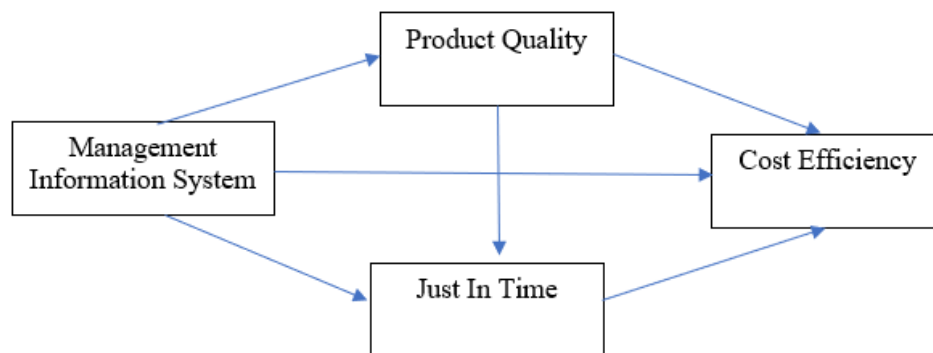 Product Quality
Management
Information System
Cost Efficiency
Just In Time